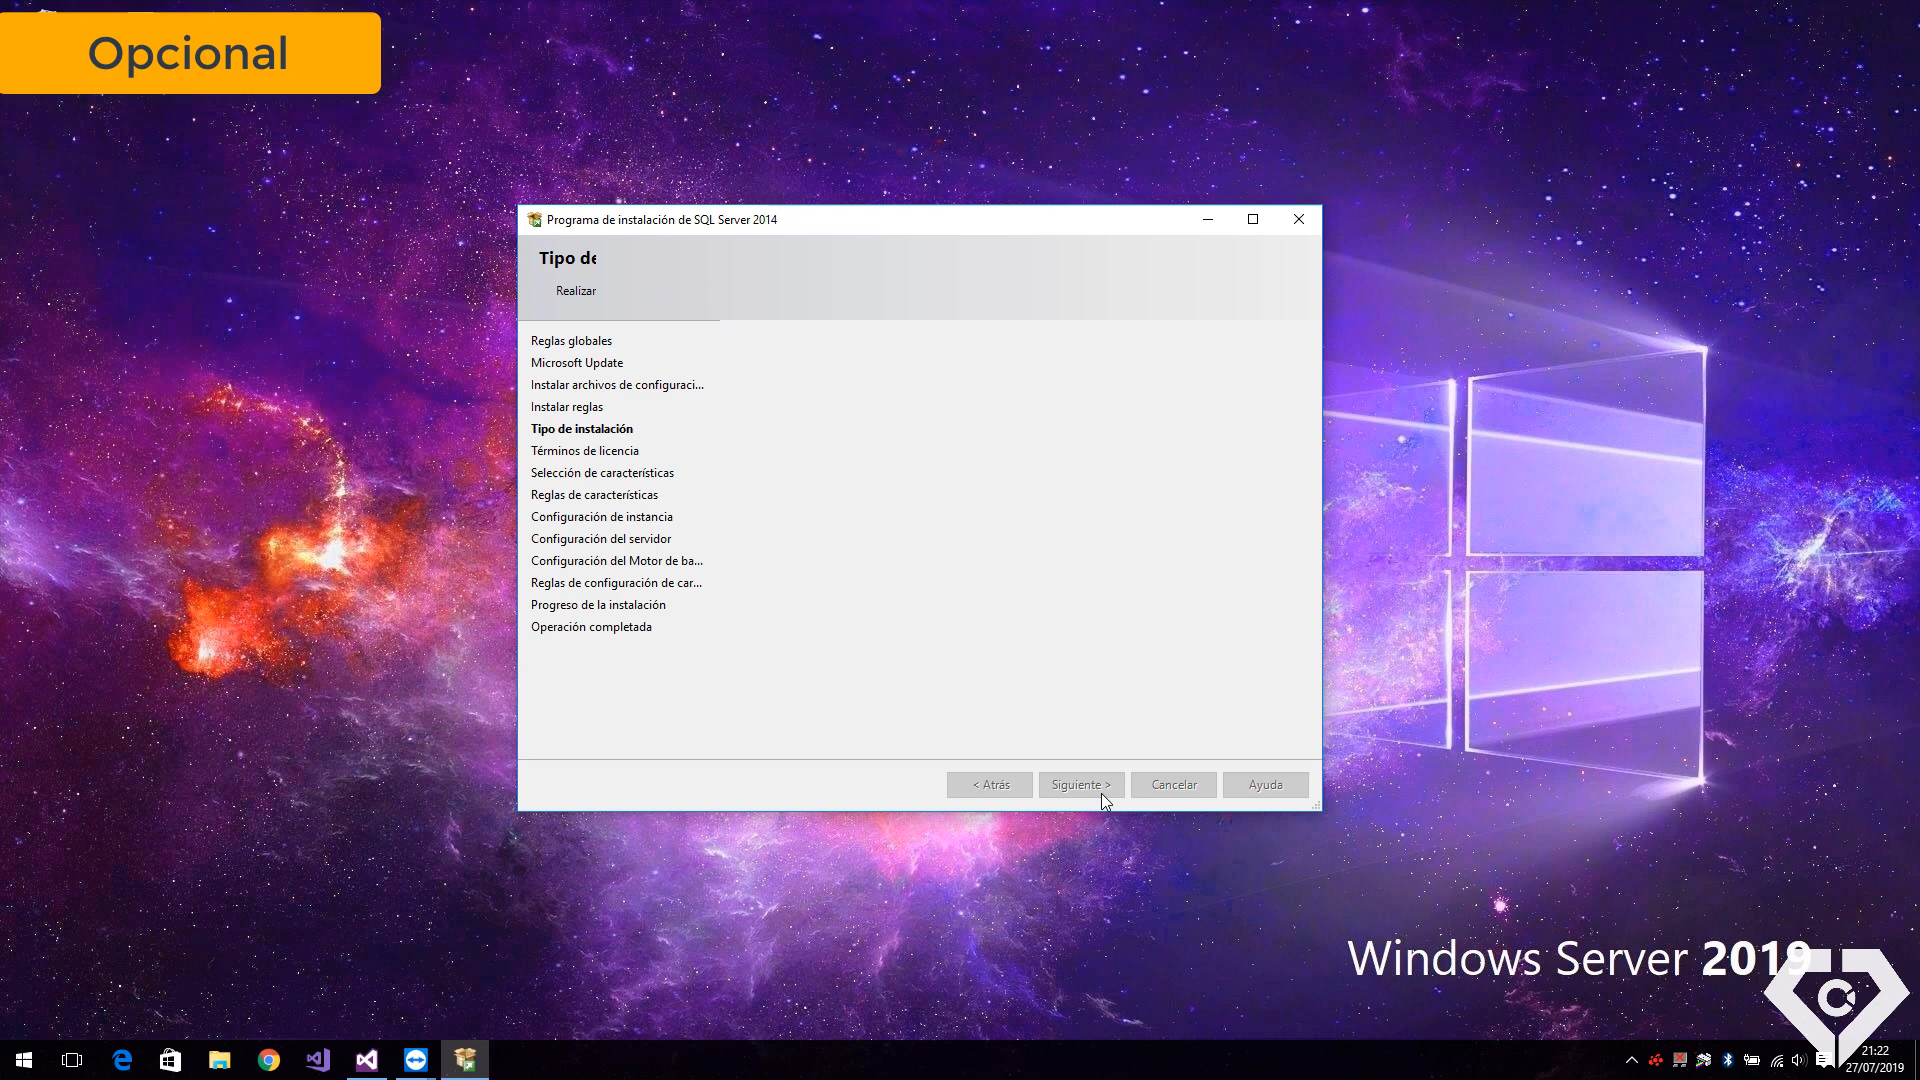 Opcional
Programa de instalación de SQL Server 2014
Tipo de
Realizar
Reglas globales
Microsoft Update
Instalar archivos de configuraci...
Instalar reglas
Tipo de instalación
Términos de licencia
Selección de características
Reglas de características
Configuración de instancia
Configuración del servidor
Configuración del Motor de ba...
Reglas de configuración de car...
Progreso de la instalación
Operación completada
< Atrás
Siguiente >
Cancelar
Ayuda
Windows Server 2019
21:22
27/07/2019